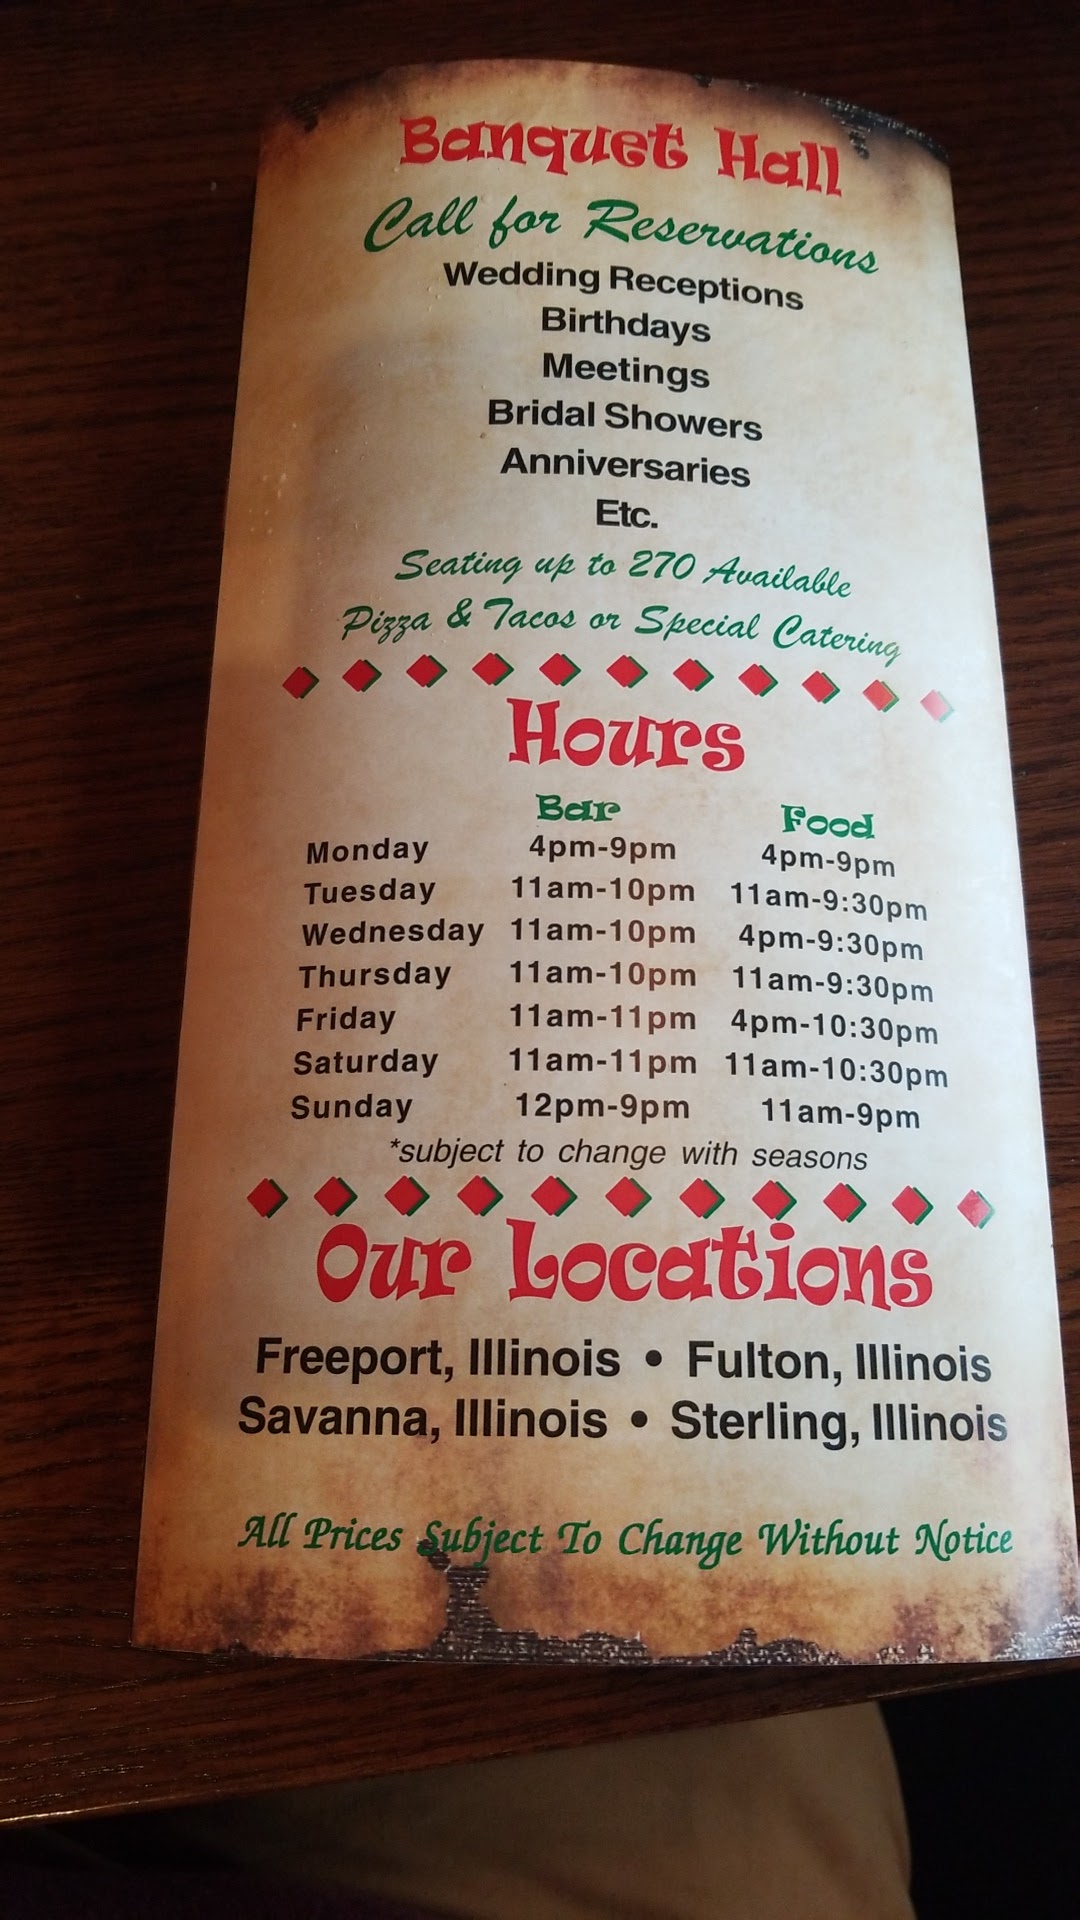 Banquet Hall
Call for Reservations
Wedding Receptions
Birthdays
Meetings
Bridal Showers
Anniversaries
Etc.
Seating up to 270 Available
Pizza & Tacos or Special Catering
Hours
Bar Food
Monday 4pm-9pm 4pm-9pm
Tuesday 11am-10pm 11am-9:30pm
Wednesday 11am-10pm 4pm-9:30pm
Thursday 11am-10pm 11am-9:30pm
Friday 11am-11pm 4pm-10:30pm
Saturday 11am-11pm 11am-10:30pm
Sunday 12pm-9pm 11am-9pm
*subject to change with seasons
Our Locations
Freeport, Illinois • Fulton, Illinois
Savanna, Illinois • Sterling, Illinois
All Prices Subject To Change Without Notice